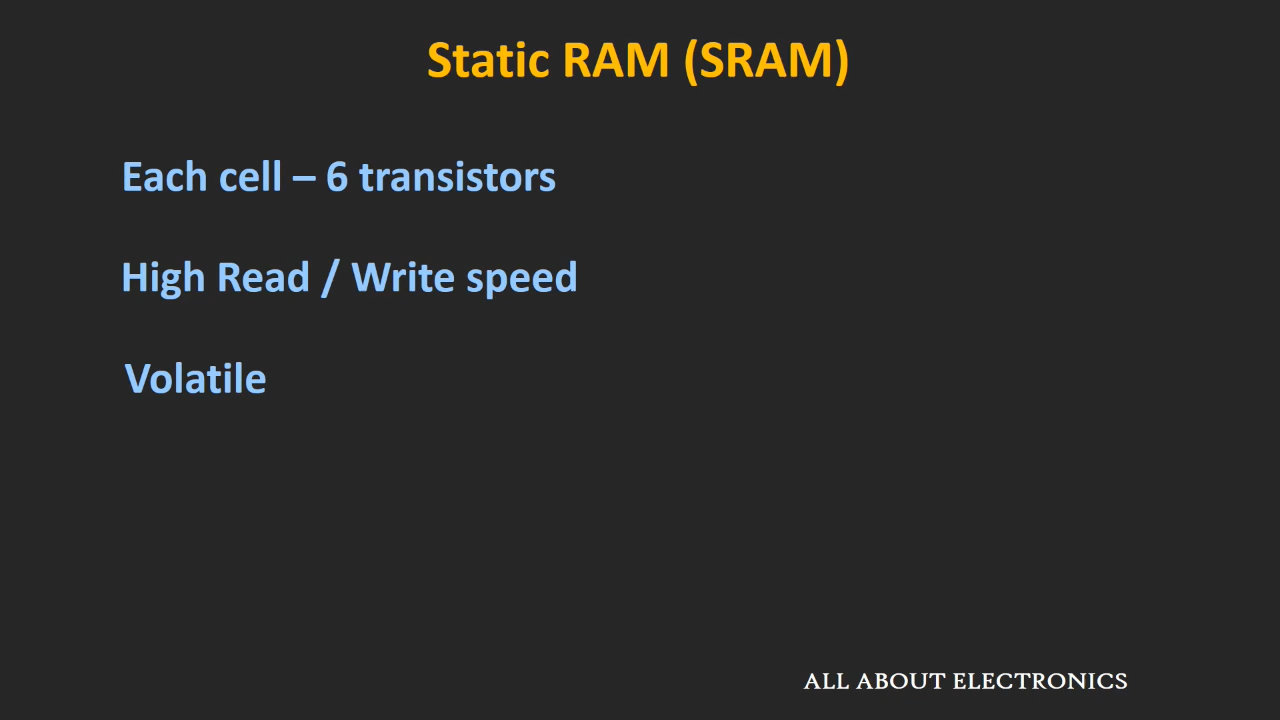 Static RAM (SRAM)
Each cell – 6 transistors
High Read / Write speed
Volatile
ALL ABOUT ELECTRONICS